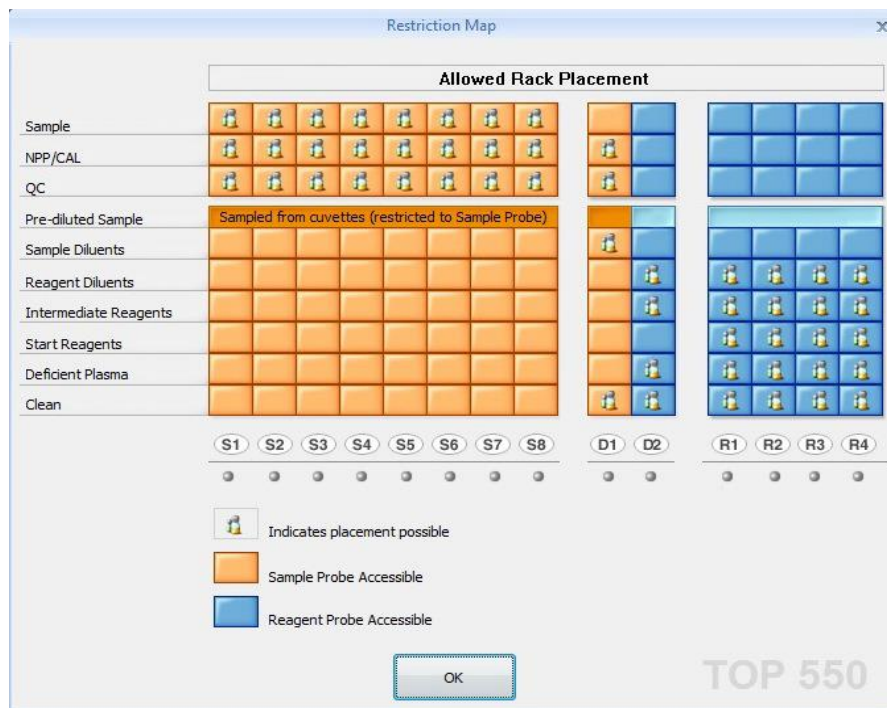 Restriction Map
Allowed Rack Placement
Sample
NPP/CAL
QC
Pre-diluted Sample
Sampled from cuvettes (restricted to Sample Probe)
Sample Diluents
Reagent Diluents
Intermediate Reagents
Start Reagents
Deficient Plasma
Clean
S1 S2 S3 S4 S5 S6 S7 S8 D1 D2 R1 R2 R3 R4
Indicates placement possible
Sample Probe Accessible
Reagent Probe Accessible
OK
TOP 550